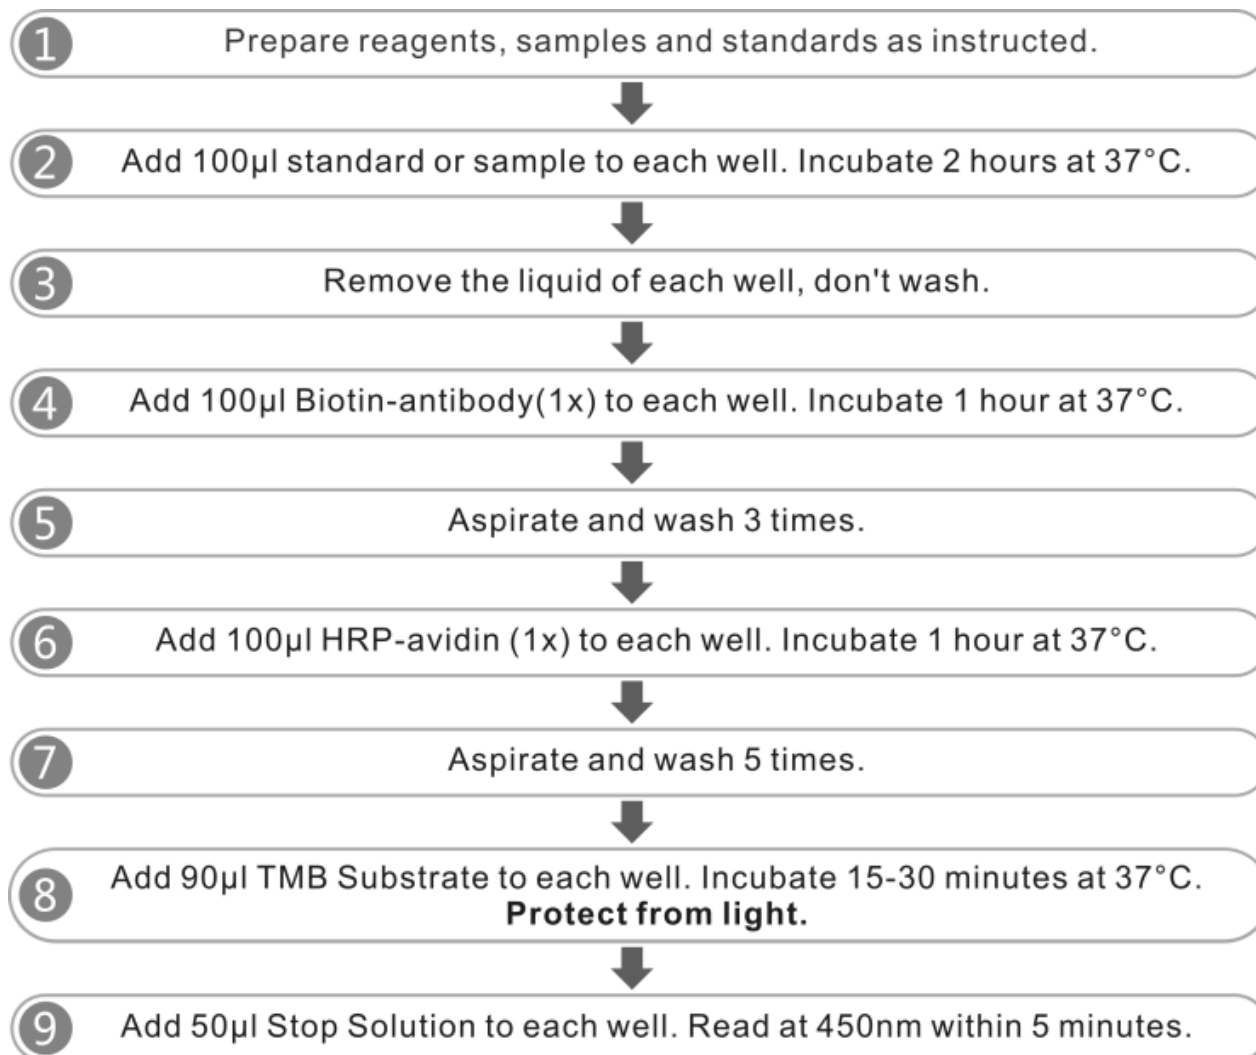 1 Prepare reagents, samples and standards as instructed.
2 Add 100µl standard or sample to each well. Incubate 2 hours at 37°C.
3 Remove the liquid of each well, don't wash.
4 Add 100µl Biotin-antibody(1x) to each well. Incubate 1 hour at 37°C.
5 Aspirate and wash 3 times.
6 Add 100µl HRP-avidin (1x) to each well. Incubate 1 hour at 37°C.
7 Aspirate and wash 5 times.
8 Add 90µl TMB Substrate to each well. Incubate 15-30 minutes at 37°C.
Protect from light.
9 Add 50µl Stop Solution to each well. Read at 450nm within 5 minutes.